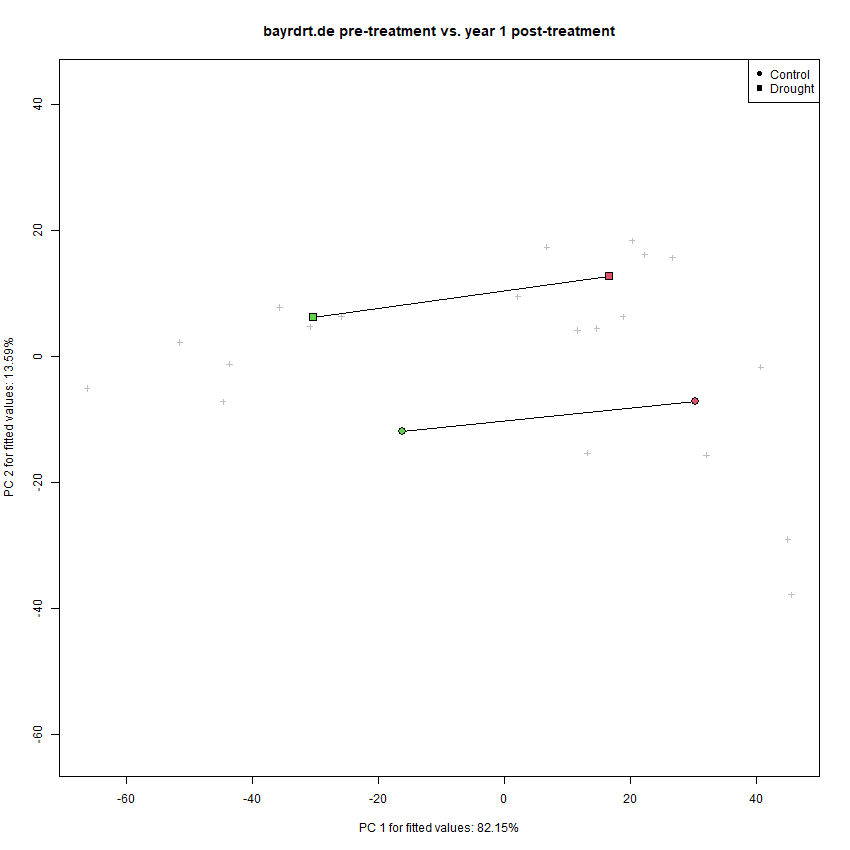 bayrdrt.de pre-treatment vs. year 1 post-treatment
Control
Drought
40
20
0
-20
-40
-60
PC 2 for fitted values: 13.59%
-60
-40
-20
0
20
40
PC 1 for fitted values: 82.15%